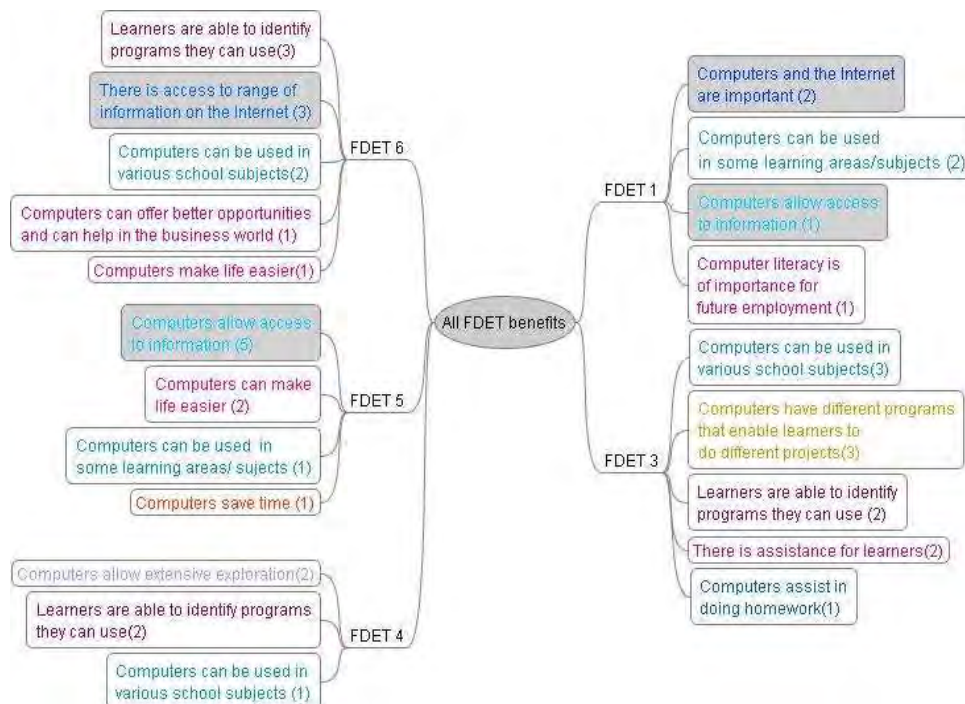 Learners are able to identify
programs they can use(3)
There is access to range of
information on the Internet (3)
Computers can be used in
various school subjects(2)
Computers can offer better opportunities
and can help in the business world (1)
Computers make life easier(1)
FDET 6
Computers allow access
to information (5)
Computers can make
life easier (2)
Computers can be used in
some learning areas/ sujects (1)
Computers save time (1)
FDET 5
Computers allow extensive exploration(2)
Learners are able to identify programs
they can use(2)
Computers can be used in
various school subjects (1)
FDET 4
All FDET benefits
FDET 1
Computers and the Internet
are important (2)
Computers can be used
in some learning areas/subjects (2)
Computers allow access
to information (1)
Computer literacy is
of importance for
future employment (1)
FDET 3
Computers can be used in
various school subjects(3)
Computers have different programs
that enable learners to
do different projects(3)
Learners are able to identify
programs they can use (2)
There is assistance for learners(2)
Computers assist in
doing homework(1)